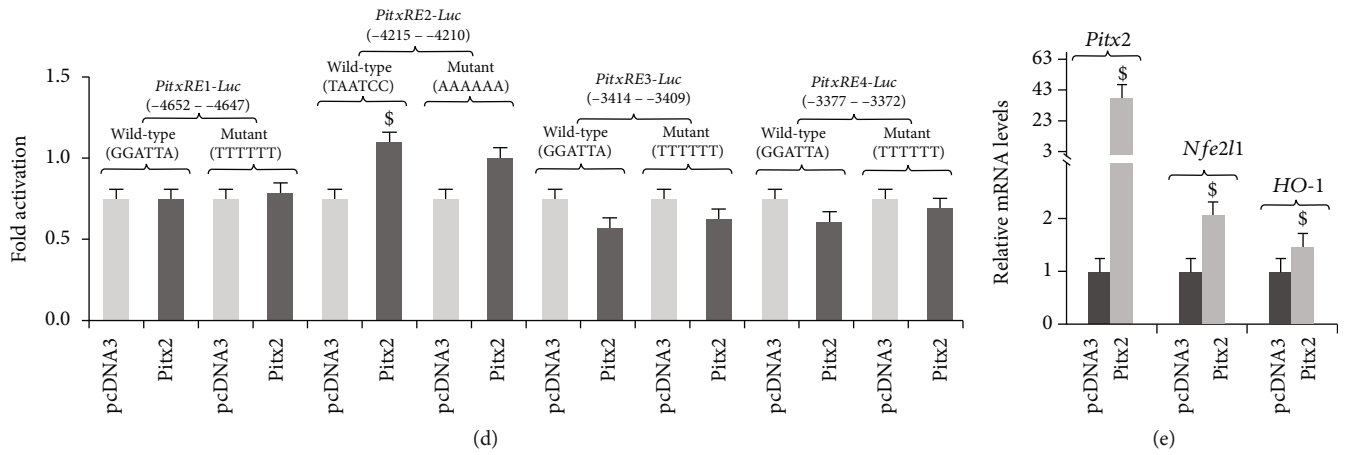 PitxRE2-Luc
(–4215 – –4210)
PitxRE1-Luc
(–4652 – –4647)
Wild-type
(TAATCC)
Mutant
(AAAAAA)
PitxRE3-Luc
(–3414 – –3409)
PitxRE4-Luc
(–3377 – –3372)
Wild-type
(GGATTA)
Mutant
(TTTTTT)
$
Wild-type
(GGATTA)
Mutant
(TTTTTT)
Wild-type
(GGATTA)
Mutant
(TTTTTT)
Fold activation
1.5
1.0
0.5
0.0
pcDNA3
Pitx2
pcDNA3
Pitx2
pcDNA3
Pitx2
pcDNA3
Pitx2
pcDNA3
Pitx2
pcDNA3
Pitx2
pcDNA3
Pitx2
pcDNA3
Pitx2
(d)
Pitx2
$
Nfe2l1
$
HO-1
$
Relative mRNA levels
63
43
23
3
2
1
0
pcDNA3
Pitx2
pcDNA3
Pitx2
pcDNA3
Pitx2
(e)